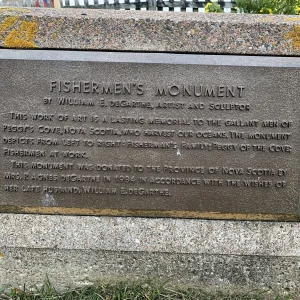 FISHERMEN'S MONUMENT
BY WILLIAM E. DEGARTHE, ARTIST AND SCULPTOR
THIS WORK OF ART IS A LASTING MEMORIAL TO THE GALLANT MEN OF
PEGGY'S COVE, NOVA SCOTIA, WHO HARVEST OUR OCEANS. THE MONUMENT
DEPICTS FROM LEFT TO RIGHT: FISHERMAN'S FAMILY; PEGGY OF THE COVE;
FISHERMEN AT WORK.
THIS MONUMENT WAS DONATED TO THE PROVINCE OF NOVA SCOTIA BY
MRS. AGNES DEGARTHE IN 1986 IN ACCORDANCE WITH THE WISHES OF
HER LATE HUSBAND, WILLIAM E. DEGARTHE.